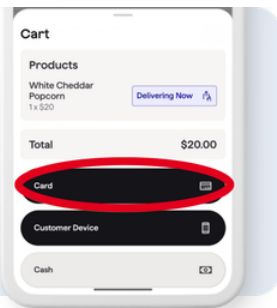 Cart
Products
White Cheddar
Popcorn
1 x $20
Delivering Now
Total
$20.00
Card
Customer Device
Cash